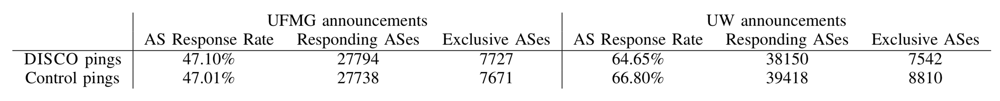 UFMG announcements UW announcements
AS Response Rate Responding ASes Exclusive ASes AS Response Rate Responding ASes Exclusive ASes
DISCO pings 47.10% 27794 7727 64.65% 38150 7542
Control pings 47.01% 27738 7671 66.80% 39418 8810